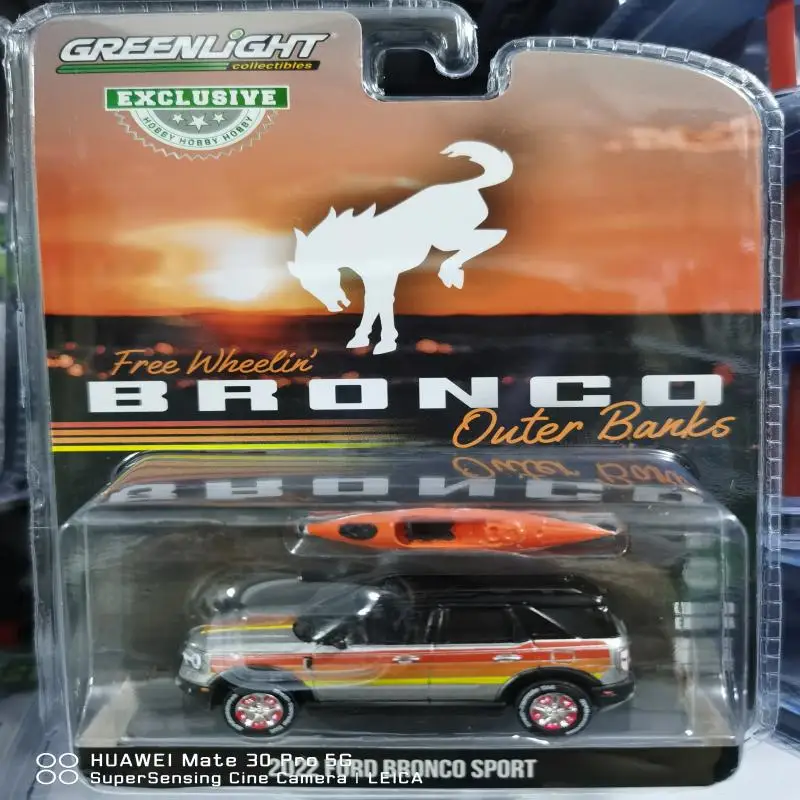 GREENLiGHT
collectibles
EXCLUSIVE
HOBBY HOBBY HOBBY
Free Wheelin'
BRONCO
Outer Banks
2022 FORD BRONCO SPORT
HUAWEI Mate 30 Pro 5G
SuperSensing Cine Camera | LEICA